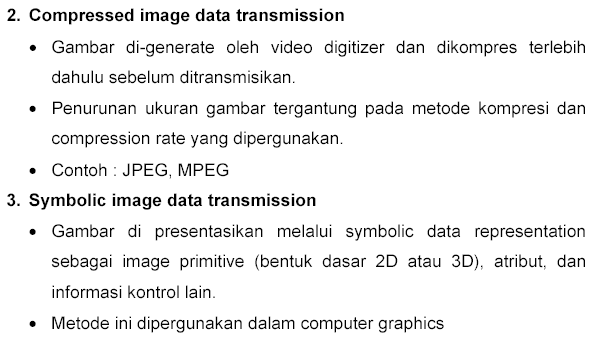 2. Compressed image data transmission
• Gambar di-generate oleh video digitizer dan dikompres terlebih
dahulu sebelum ditransmisikan.
• Penurunan ukuran gambar tergantung pada metode kompresi dan
compression rate yang dipergunakan.
• Contoh : JPEG, MPEG
3. Symbolic image data transmission
• Gambar di presentasikan melalui symbolic data representation
sebagai image primitive (bentuk dasar 2D atau 3D), atribut, dan
informasi kontrol lain.
• Metode ini dipergunakan dalam computer graphics